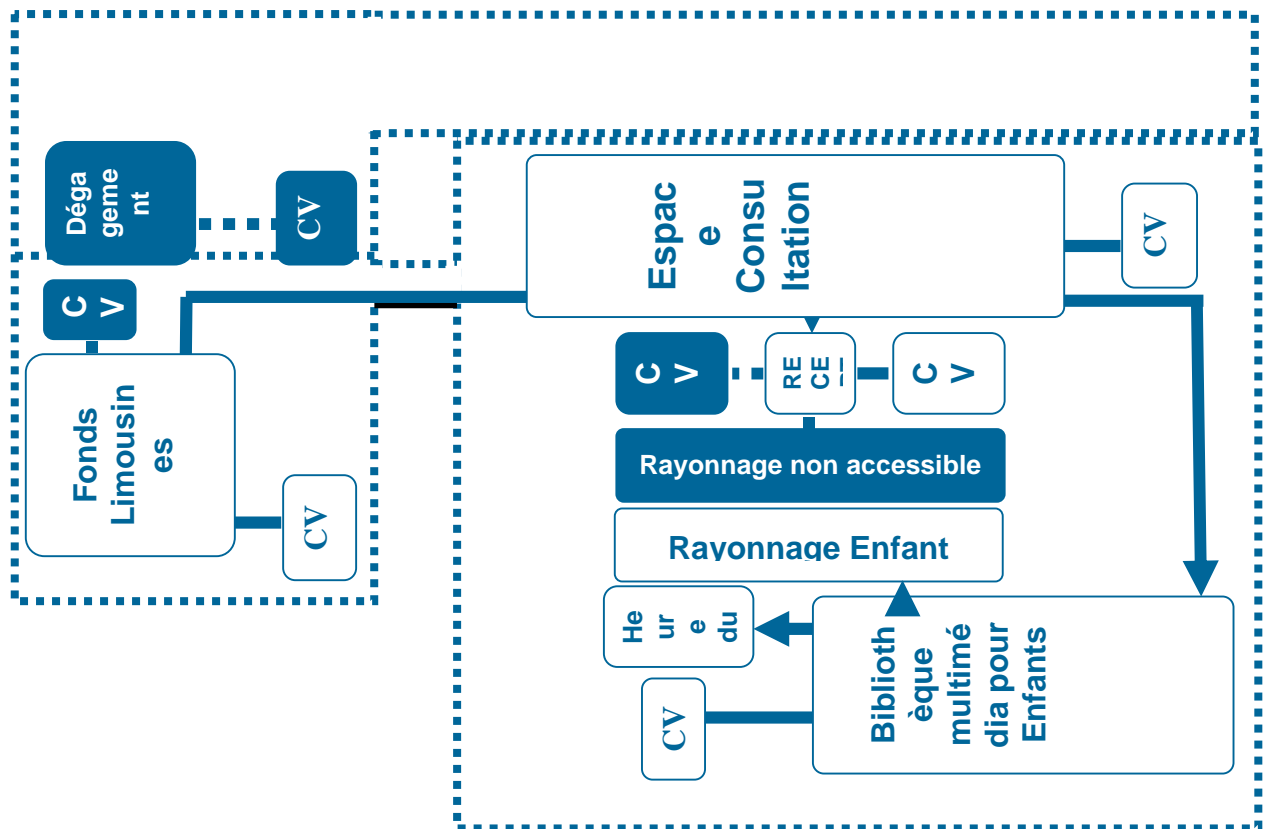 Déga
geme
nt
CV
C
V
Fonds
Limousin
es
CV
Espac
e
Consu
ltation
CV
C
V
RE
CE
C
V
Rayonnage non accessible
Rayonnage Enfant
He
ur
e
du
CV
Biblioth
èque
multimé
dia pour
Enfants